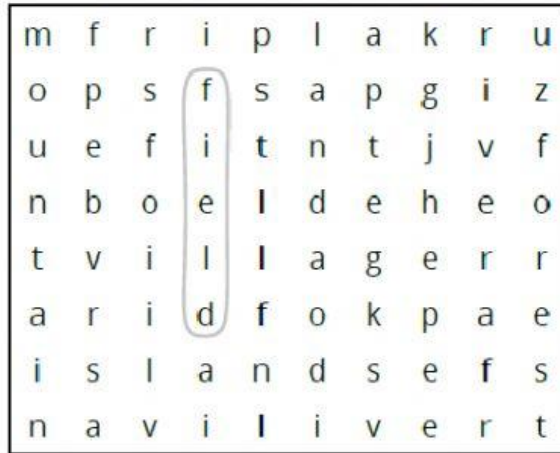 m f r i p l a k r u
o p s f s a p g i z
u e f i t n t j v f
n b o e l d e h e o
t v i l l a g e r r
a r i d f o k p a e
i s l a n d s e f s
n a v i l i v e r t